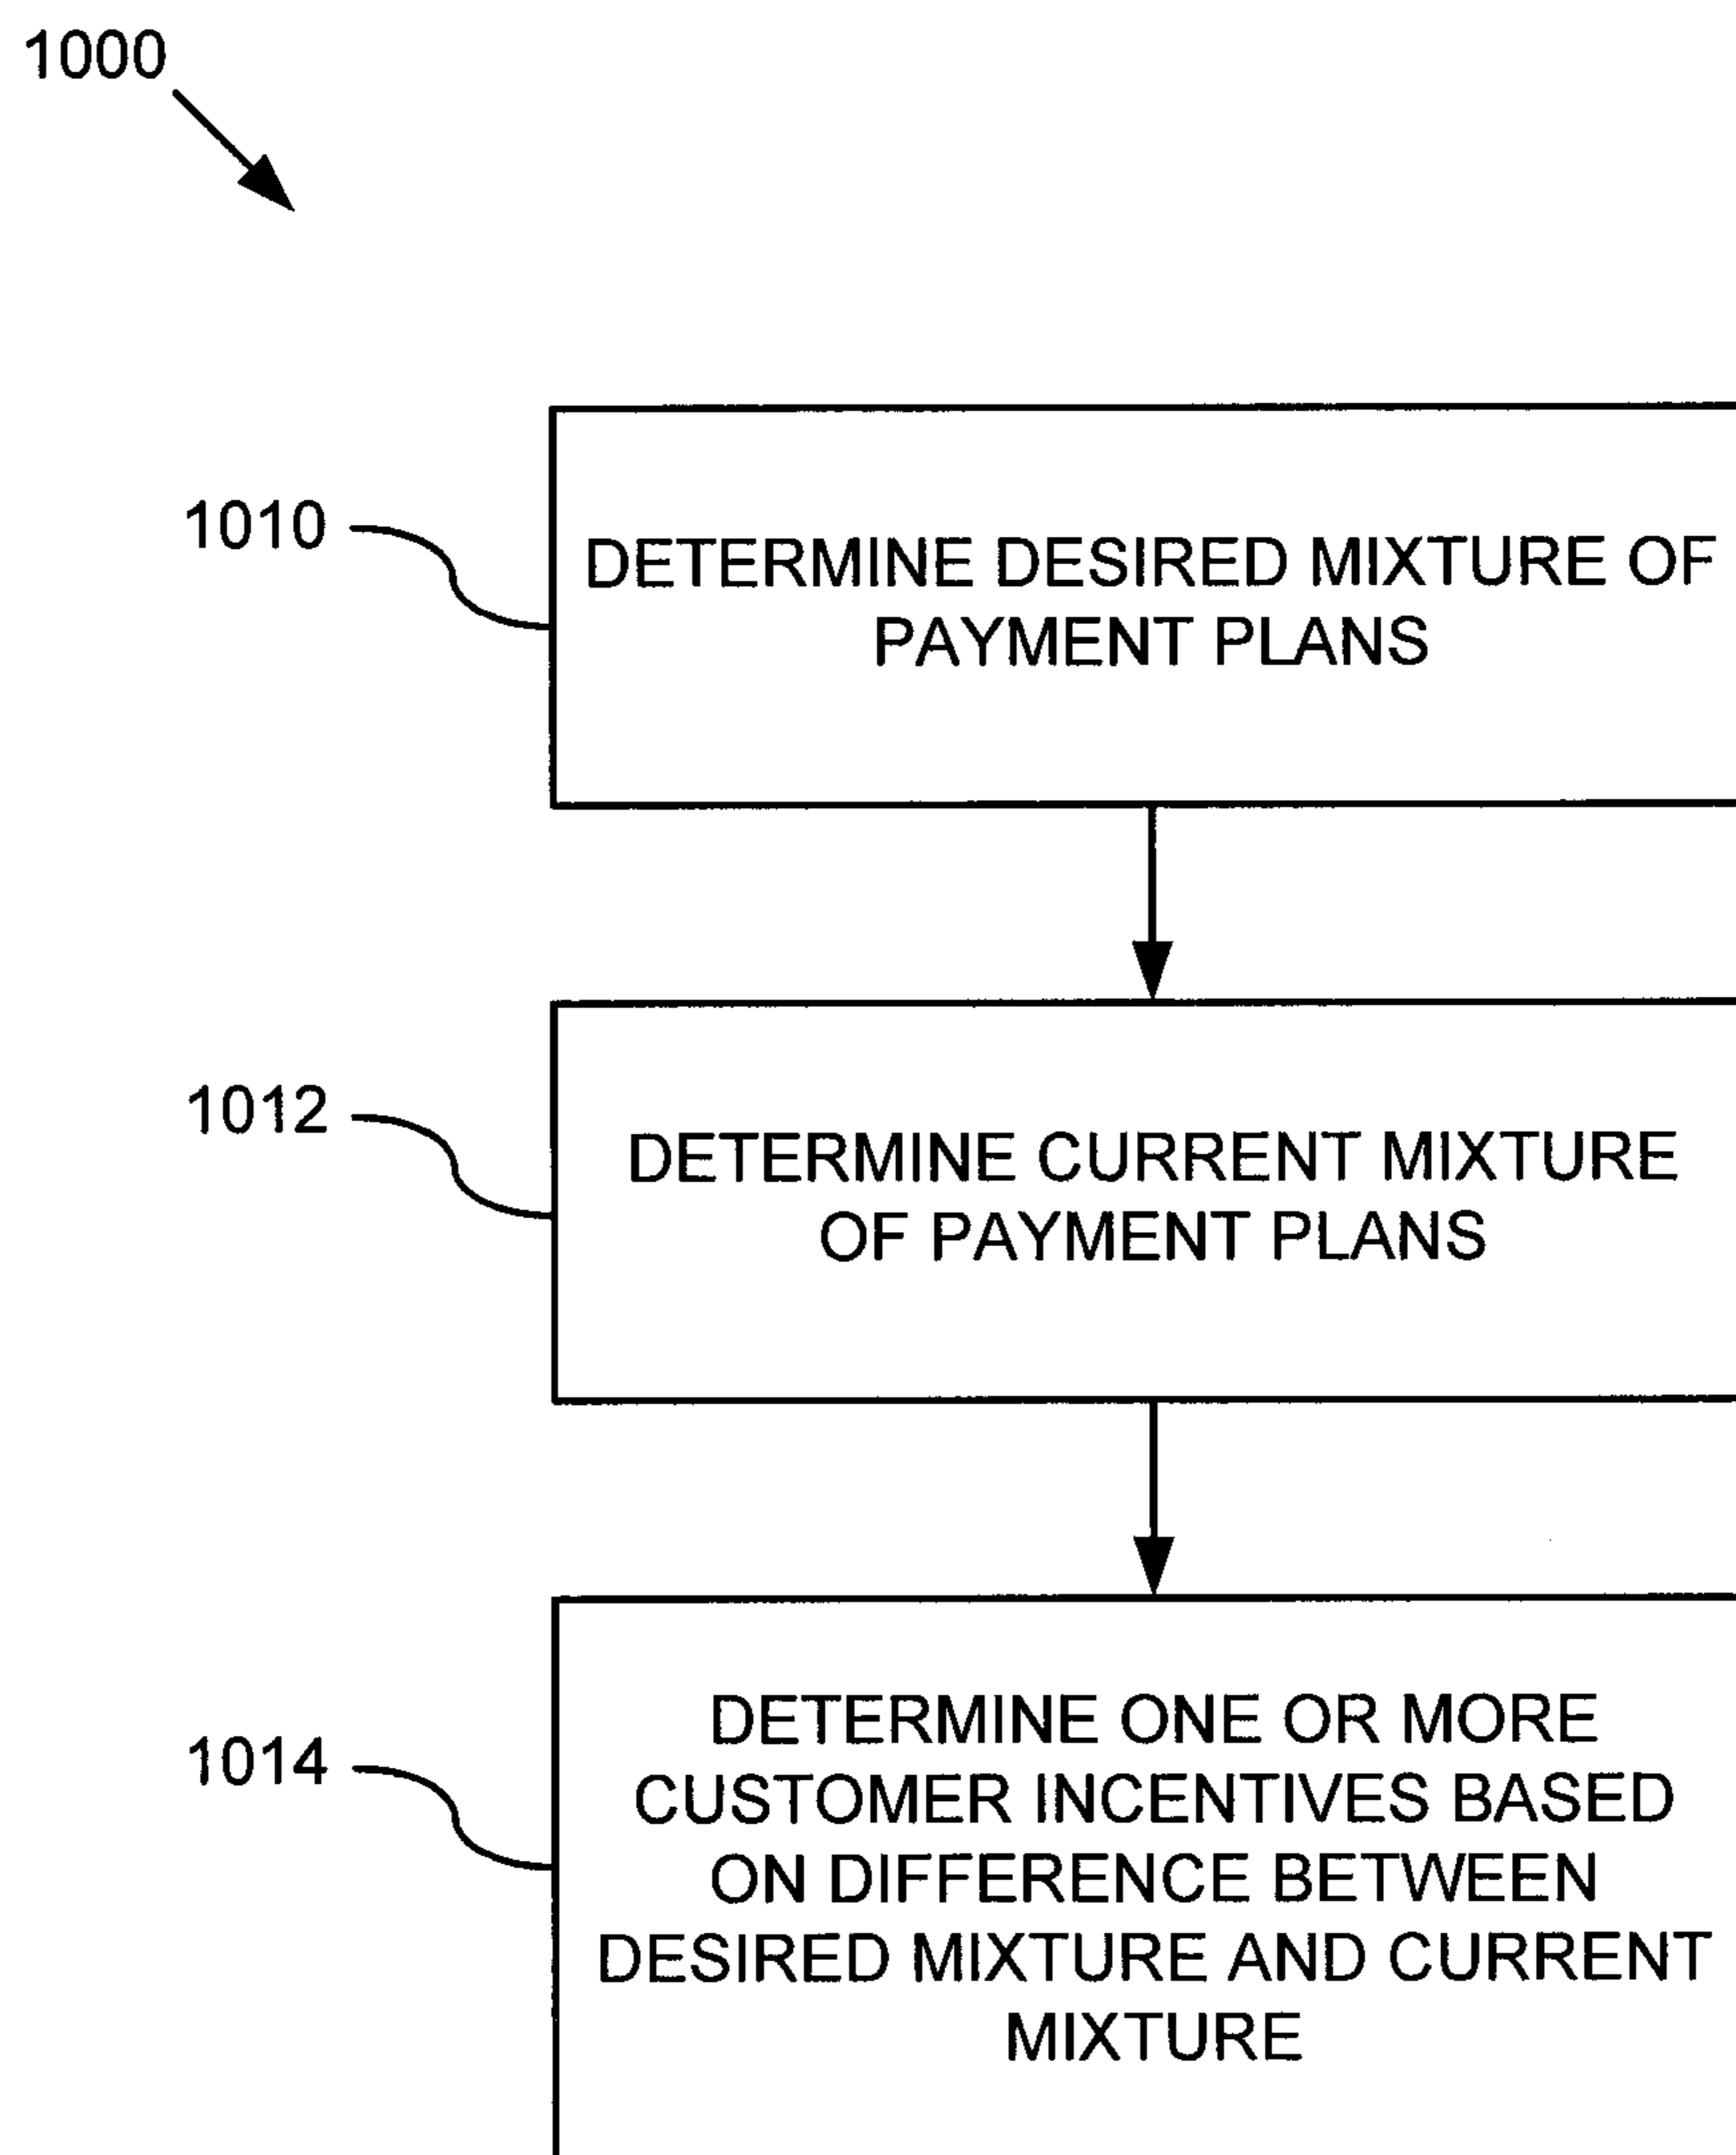 1000
1010
DETERMINE DESIRED MIXTURE OF
PAYMENT PLANS
1012
DETERMINE CURRENT MIXTURE
OF PAYMENT PLANS
1014
DETERMINE ONE OR MORE
CUSTOMER INCENTIVES BASED
ON DIFFERENCE BETWEEN
DESIRED MIXTURE AND CURRENT
MIXTURE